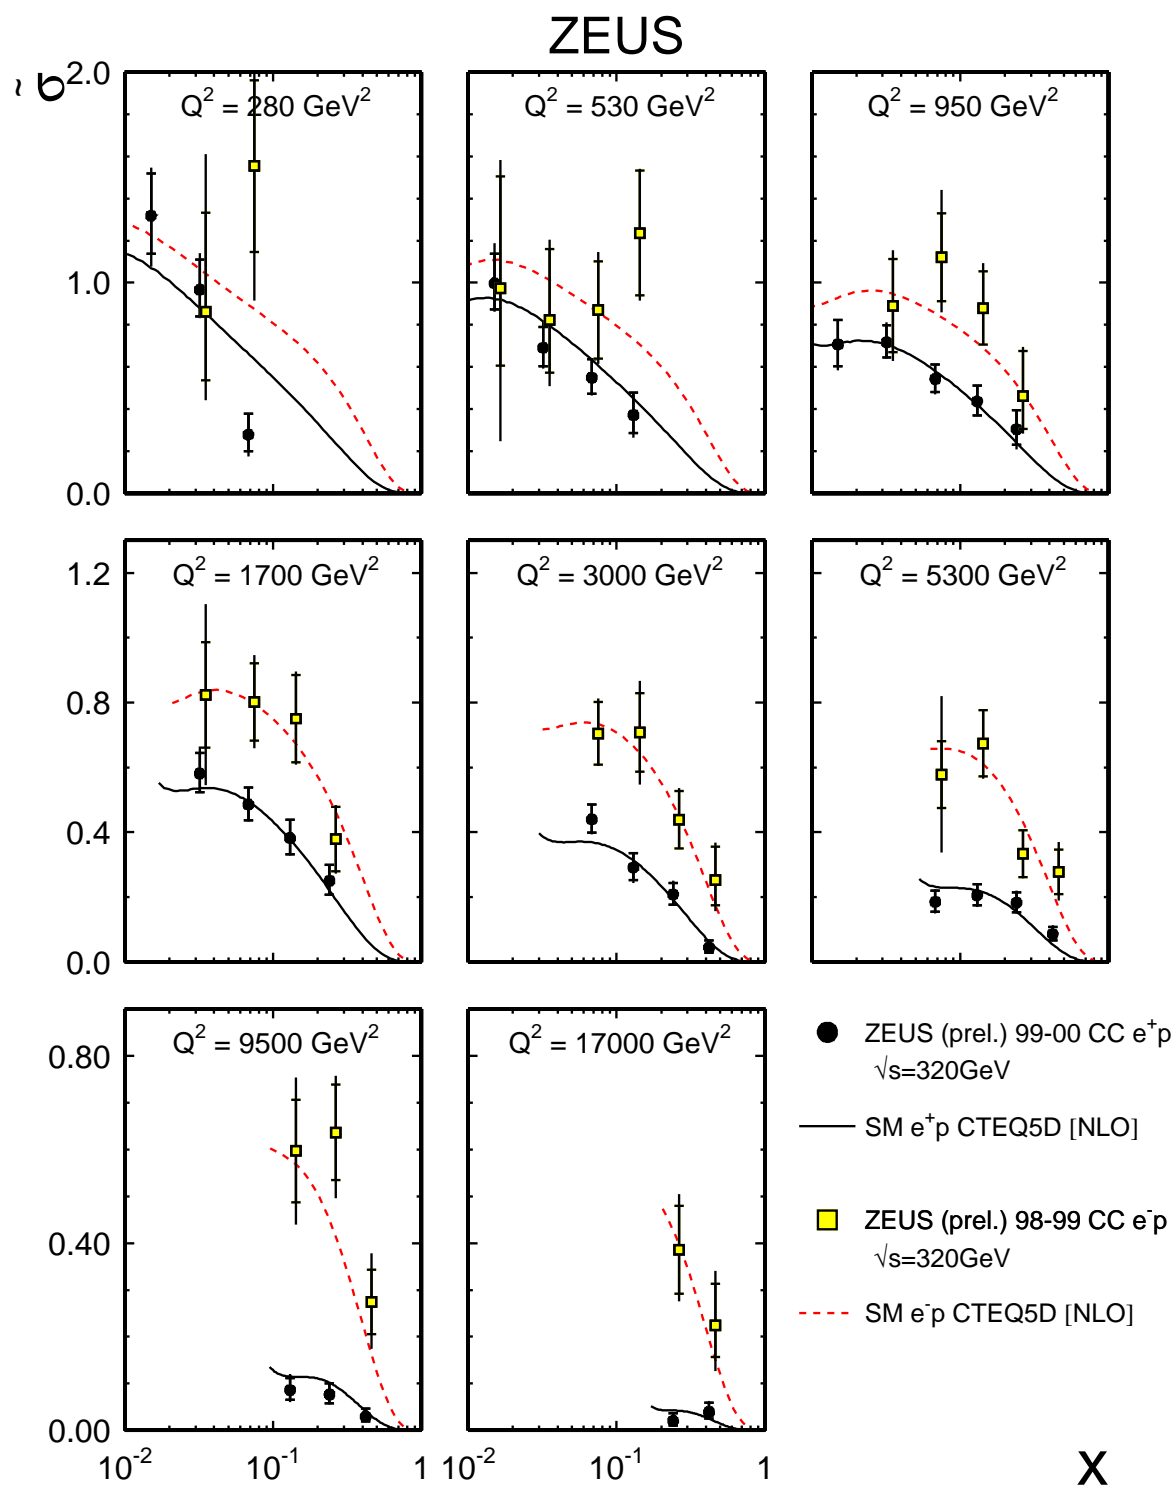 ZEUS
σ̃
2.0
Q² = 280 GeV²
Q² = 530 GeV²
Q² = 950 GeV²
1.0
0.0
1.2
Q² = 1700 GeV²
Q² = 3000 GeV²
Q² = 5300 GeV²
0.8
0.4
0.0
Q² = 9500 GeV²
Q² = 17000 GeV²
0.80
0.40
0.00
10⁻² 10⁻¹ 1
10⁻² 10⁻¹ 1
x
ZEUS (prel.) 99-00 CC e⁺p
√s=320GeV
SM e⁺p CTEQ5D [NLO]
ZEUS (prel.) 98-99 CC e⁻p
√s=320GeV
SM e⁻p CTEQ5D [NLO]